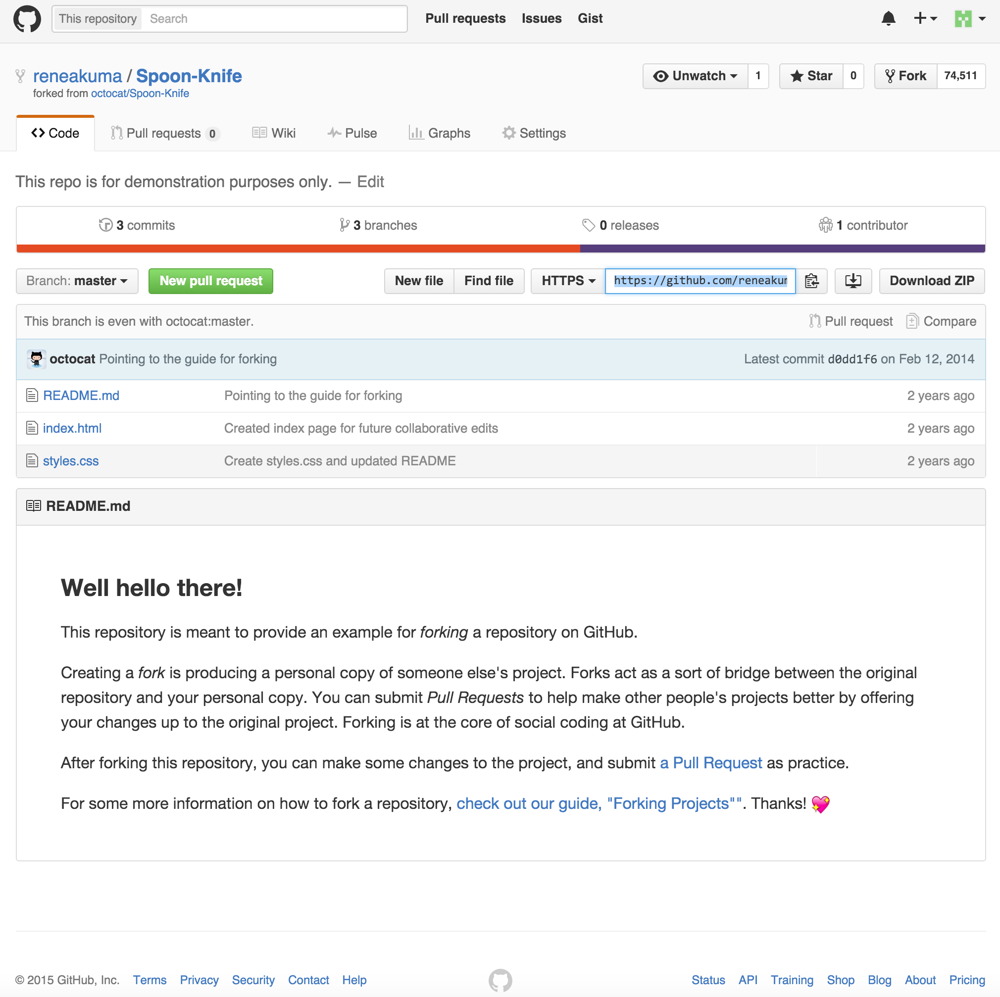 This repository Search Pull requests Issues Gist
reneakuma / Spoon-Knife Unwatch 1 Star 0 Fork 74,511
forked from octocat/Spoon-Knife
Code Pull requests 0 Wiki Pulse Graphs Settings
This repo is for demonstration purposes only. — Edit
3 commits 3 branches 0 releases 1 contributor
Branch: master New pull request New file Find file HTTPS https://github.com/reneakum Download ZIP
This branch is even with octocat:master. Pull request Compare
octocat Pointing to the guide for forking Latest commit d0dd1f6 on Feb 12, 2014
README.md Pointing to the guide for forking 2 years ago
index.html Created index page for future collaborative edits 2 years ago
styles.css Create styles.css and updated README 2 years ago
README.md
Well hello there!
This repository is meant to provide an example for forking a repository on GitHub.
Creating a fork is producing a personal copy of someone else's project. Forks act as a sort of bridge between the original
repository and your personal copy. You can submit Pull Requests to help make other people's projects better by offering
your changes up to the original project. Forking is at the core of social coding at GitHub.
After forking this repository, you can make some changes to the project, and submit a Pull Request as practice.
For some more information on how to fork a repository, check out our guide, "Forking Projects"". Thanks! 💖
© 2015 GitHub, Inc. Terms Privacy Security Contact Help Status API Training Shop Blog About Pricing